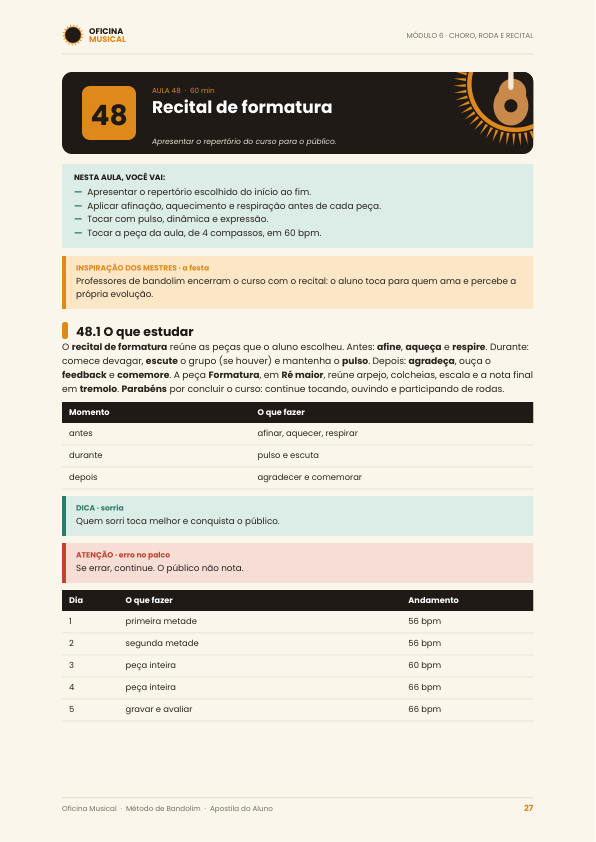 OFICINA
MUSICAL
MÓDULO 6 · CHORO, RODA E RECITAL
48
AULA 48 · 60 min
Recital de formatura
Apresentar o repertório do curso para o público.
NESTA AULA, VOCÊ VAI:
— Apresentar o repertório escolhido do início ao fim.
— Aplicar afinação, aquecimento e respiração antes de cada peça.
— Tocar com pulso, dinâmica e expressão.
— Tocar a peça da aula, de 4 compassos, em 60 bpm.
INSPIRAÇÃO DOS MESTRES · a festa
Professores de bandolim encerram o curso com o recital: o aluno toca para quem ama e percebe a
própria evolução.
48.1 O que estudar
O recital de formatura reúne as peças que o aluno escolheu. Antes: afine, aqueça e respire. Durante:
comece devagar, escute o grupo (se houver) e mantenha o pulso. Depois: agradeça, ouça o
feedback e comemore. A peça Formatura, em Ré maior, reúne arpejo, colcheias, escala e a nota final
em tremolo. Parabéns por concluir o curso: continue tocando, ouvindo e participando de rodas.
Momento O que fazer
antes afinar, aquecer, respirar
durante pulso e escuta
depois agradecer e comemorar
DICA · sorria
Quem sorri toca melhor e conquista o público.
ATENÇÃO · erro no palco
Se errar, continue. O público não nota.
Dia O que fazer Andamento
1 primeira metade 56 bpm
2 segunda metade 56 bpm
3 peça inteira 60 bpm
4 peça inteira 66 bpm
5 gravar e avaliar 66 bpm
Oficina Musical · Método de Bandolim · Apostila do Aluno 27